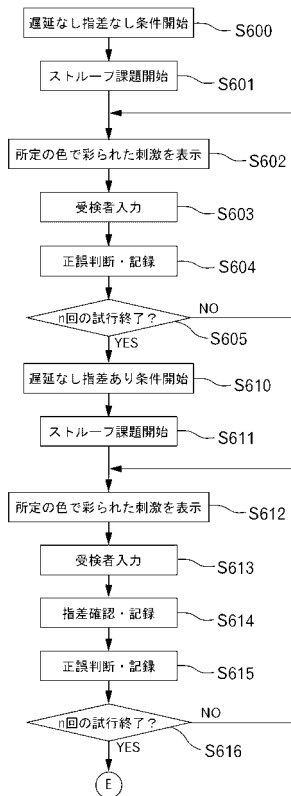 遅延なし指差なし条件開始
S600
ストループ課題開始
S601
所定の色で彩られた刺激を表示
S602
受検者入力
S603
正誤判断・記録
S604
n回の試行終了？
NO
S605
YES
遅延なし指差あり条件開始
S610
ストループ課題開始
S611
所定の色で彩られた刺激を表示
S612
受検者入力
S613
指差確認・記録
S614
正誤判断・記録
S615
n回の試行終了？
NO
S616
YES
E